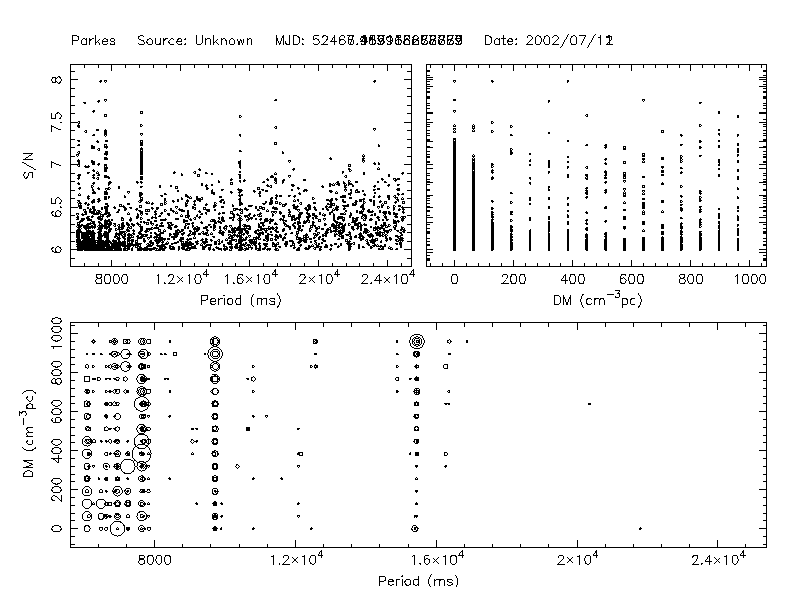 Parkes Source: Unknown MJD: Date: 2002/07/
8
7.5
7
6.5
6
S/N
8000 1.2×10⁴ 1.6×10⁴ 2×10⁴ 2.4×10⁴
Period (ms)
0 200 400 600 800 1000
DM (cm⁻³pc)
1000
800
600
400
200
0
DM (cm⁻³pc)
8000 1.2×10⁴ 1.6×10⁴ 2×10⁴ 2.4×10⁴
Period (ms)